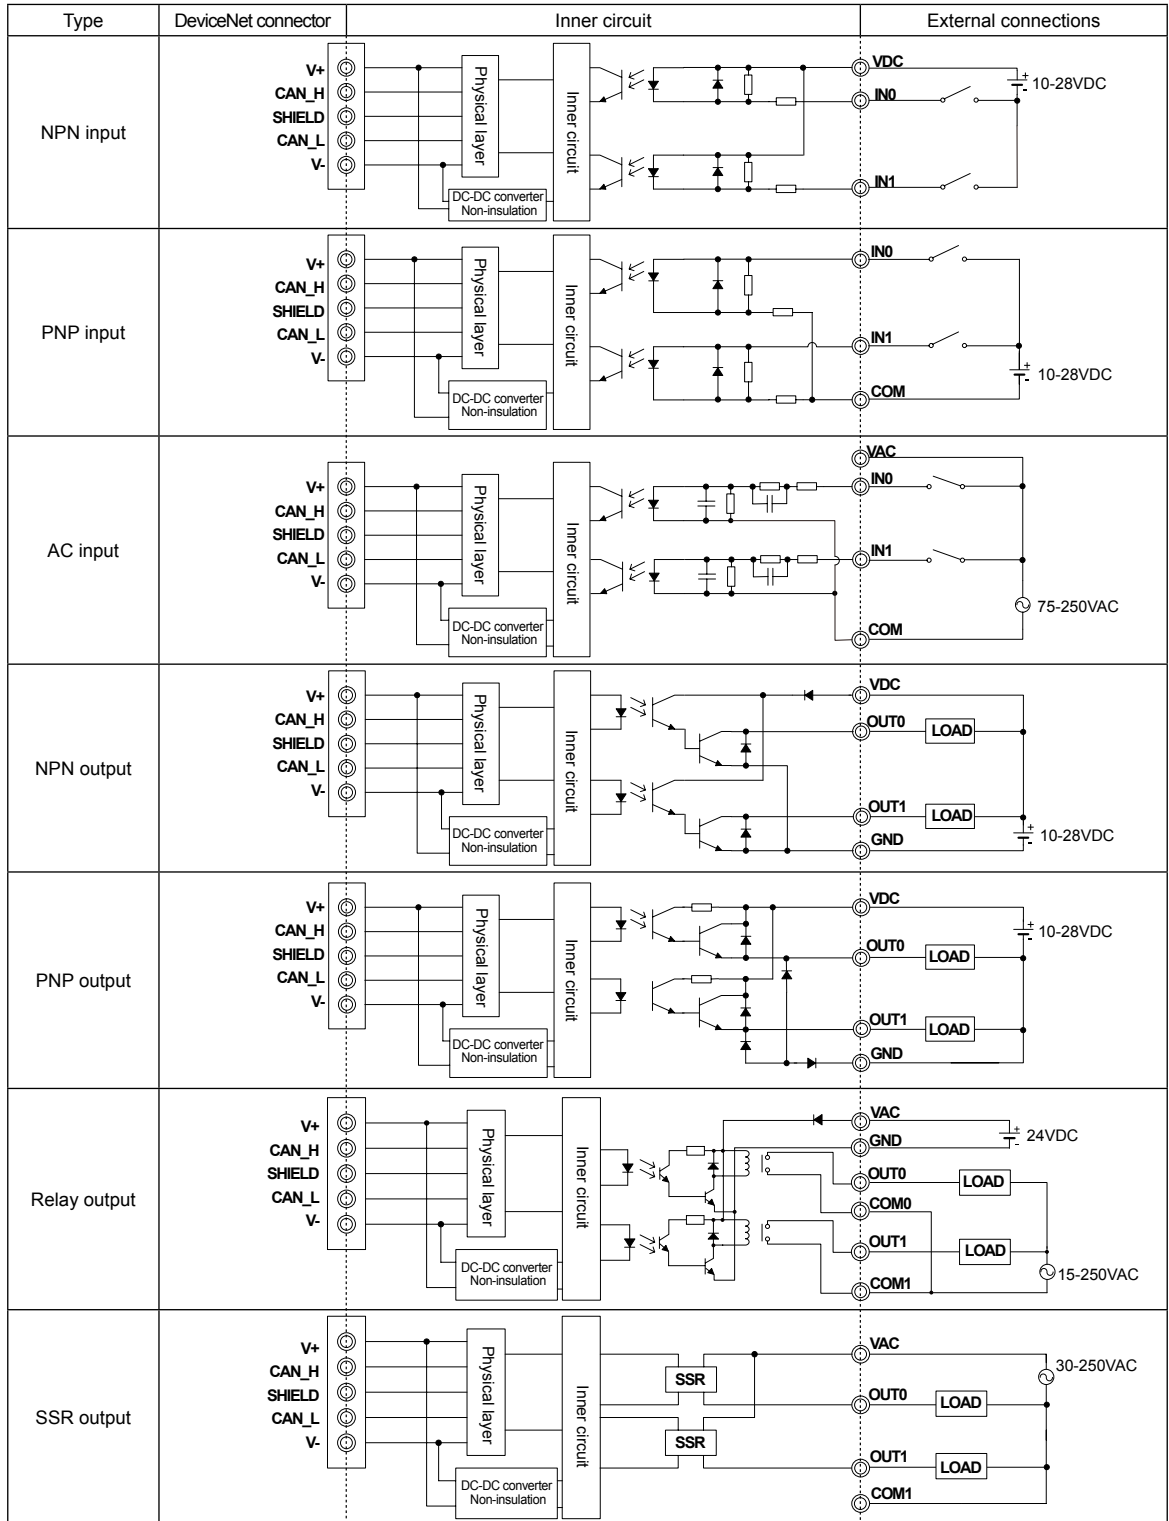 Type
DeviceNet connector
Inner circuit
External connections
NPN input
V+
CAN_H
SHIELD
CAN_L
V-
Physical layer
DC-DC converter
Non-insulation
Inner circuit
VDC
IN0
IN1
+
-
10-28VDC
PNP input
V+
CAN_H
SHIELD
CAN_L
V-
Physical layer
DC-DC converter
Non-insulation
Inner circuit
IN0
IN1
COM
+
-
10-28VDC
AC input
V+
CAN_H
SHIELD
CAN_L
V-
Physical layer
DC-DC converter
Non-insulation
Inner circuit
VAC
IN0
IN1
COM
75-250VAC
NPN output
V+
CAN_H
SHIELD
CAN_L
V-
Physical layer
DC-DC converter
Non-insulation
Inner circuit
VDC
OUT0
LOAD
OUT1
LOAD
GND
+
-
10-28VDC
PNP output
V+
CAN_H
SHIELD
CAN_L
V-
Physical layer
DC-DC converter
Non-insulation
Inner circuit
VDC
+
-
10-28VDC
OUT0
LOAD
OUT1
LOAD
GND
Relay output
V+
CAN_H
SHIELD
CAN_L
V-
Physical layer
DC-DC converter
Non-insulation
Inner circuit
VAC
+
-
24VDC
GND
OUT0
LOAD
COM0
OUT1
LOAD
COM1
15-250VAC
SSR output
V+
CAN_H
SHIELD
CAN_L
V-
Physical layer
DC-DC converter
Non-insulation
Inner circuit
SSR
SSR
VAC
30-250VAC
OUT0
LOAD
OUT1
LOAD
COM1